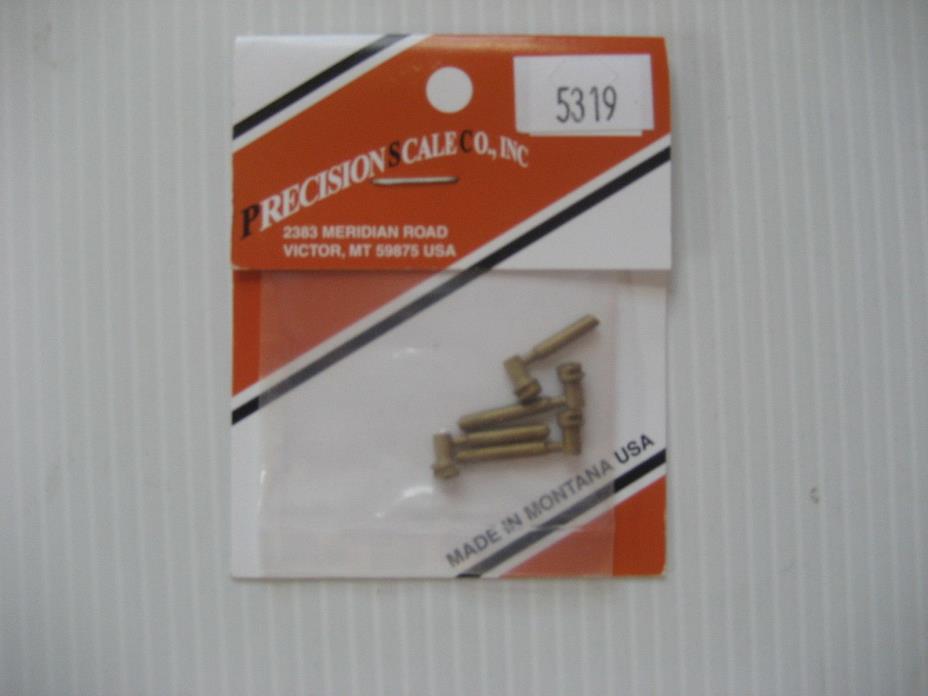 5319
PRECISION SCALE CO., INC
2383 MERIDIAN ROAD
VICTOR, MT 59875 USA
MADE IN MONTANA USA